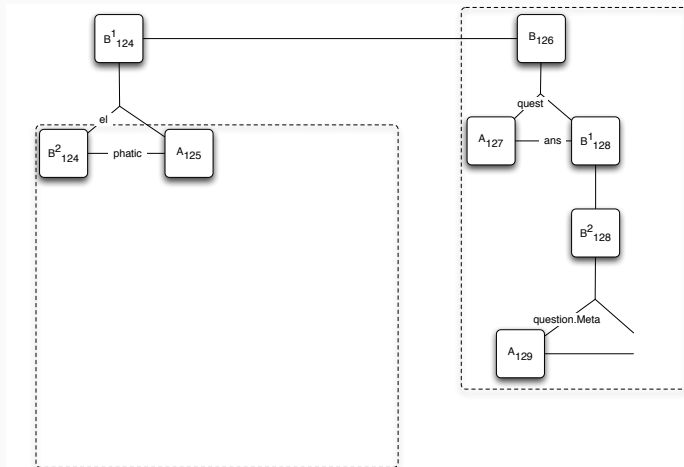 B¹₁₂₄
B₁₂₆
el
quest
B²₁₂₄
phatic
A₁₂₅
A₁₂₇
ans
B¹₁₂₈
B²₁₂₈
question.Meta
A₁₂₉